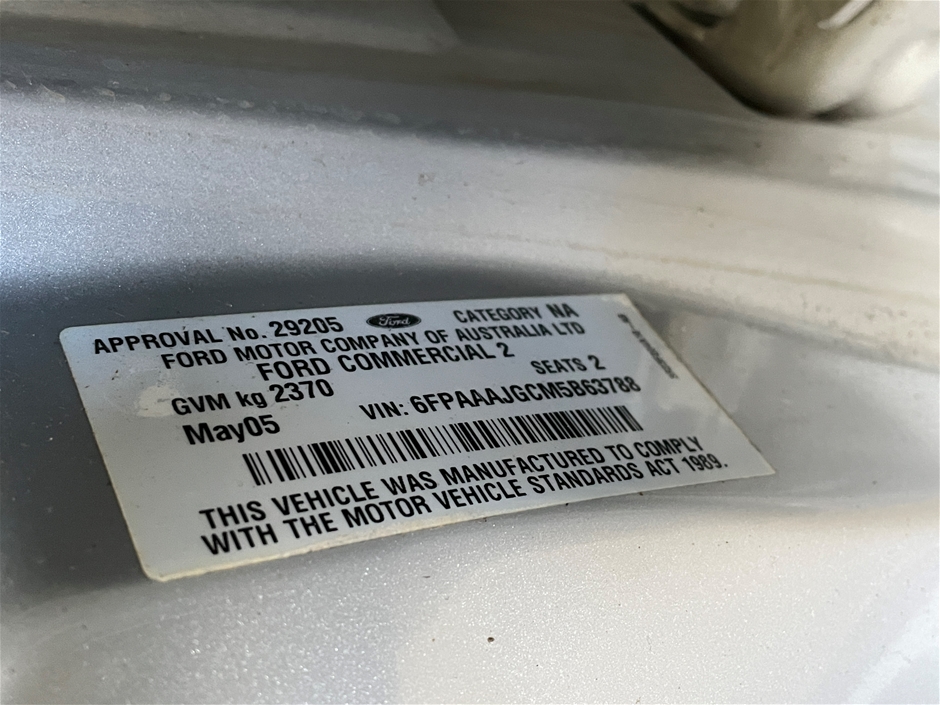 APPROVAL No. 29205 Ford CATEGORY NA
FORD MOTOR COMPANY OF AUSTRALIA LTD
FORD COMMERCIAL 2
GVM kg 2370 SEATS 2
May05 VIN: 6FPAAAJGCM5B63788
THIS VEHICLE WAS MANUFACTURED TO COMPLY
WITH THE MOTOR VEHICLE STANDARDS ACT 1989.